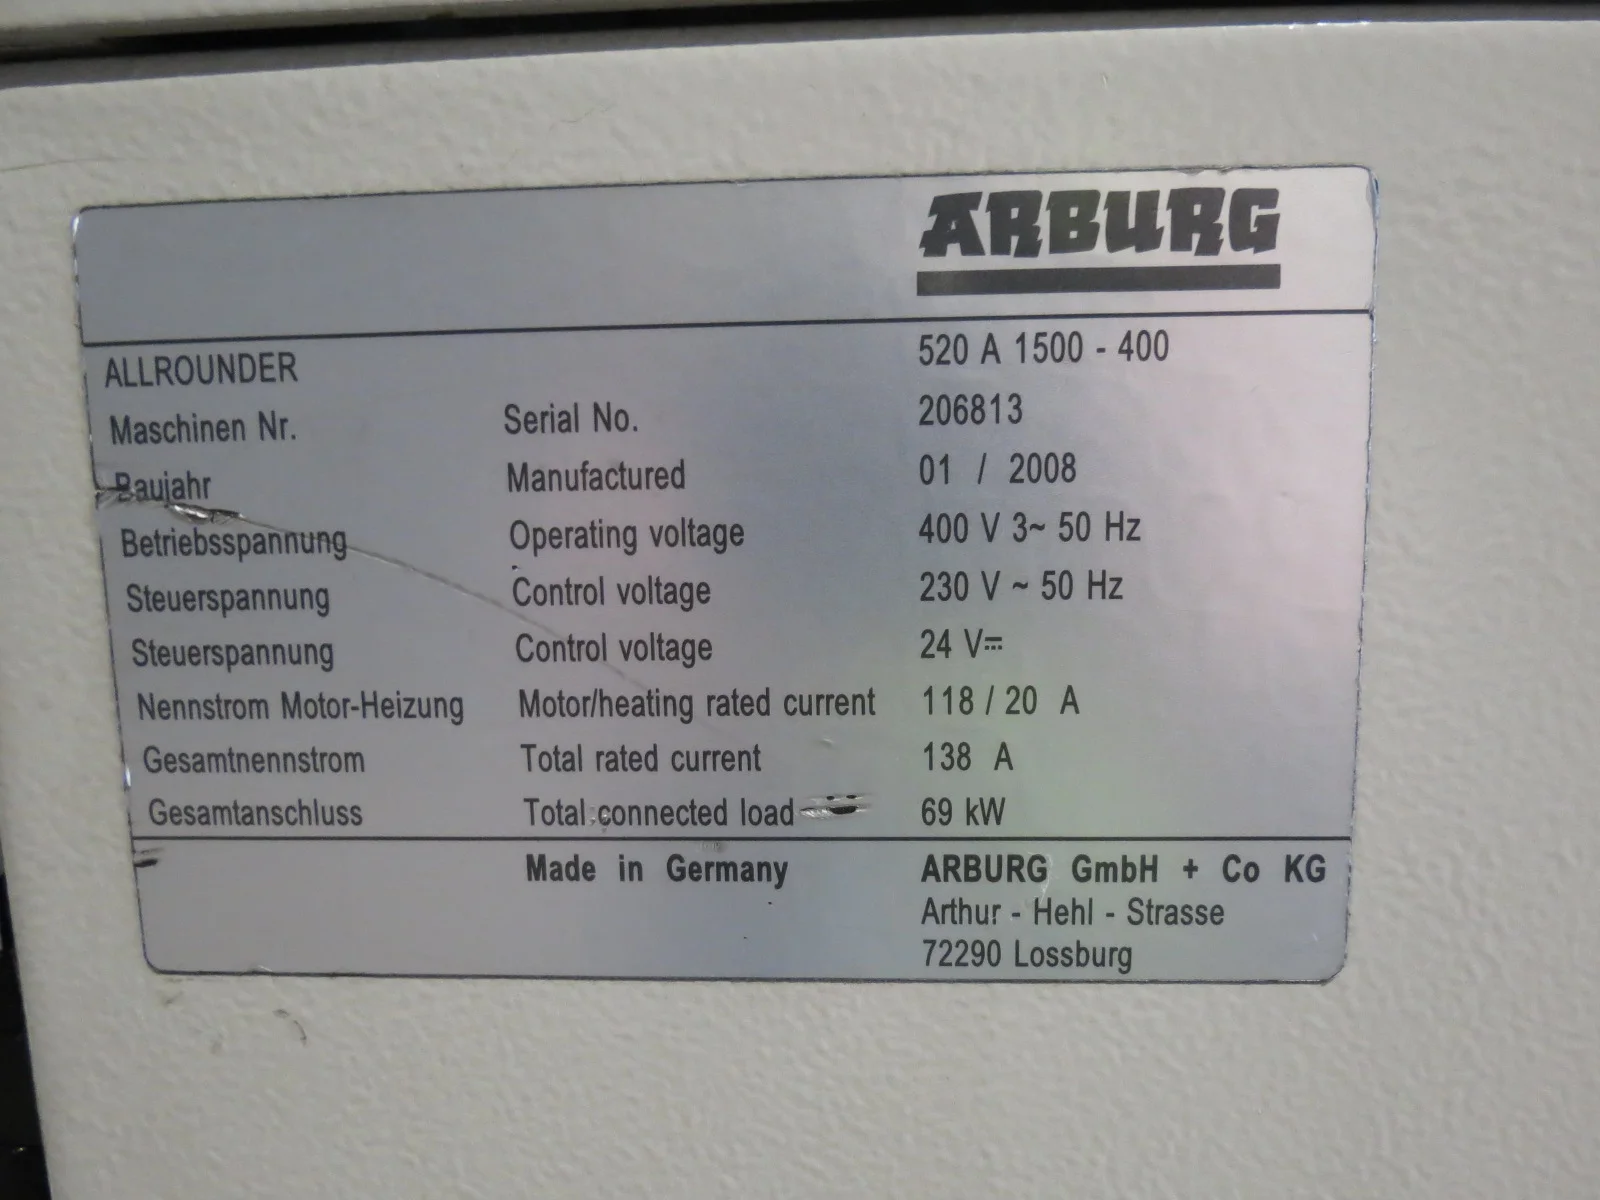 ARBURG
ALLROUNDER 520 A 1500 - 400
Maschinen Nr. Serial No. 206813
Baujahr Manufactured 01 / 2008
Betriebsspannung Operating voltage 400 V 3~ 50 Hz
Steuerspannung Control voltage 230 V ~ 50 Hz
Steuerspannung Control voltage 24 V⎓
Nennstrom Motor-Heizung Motor/heating rated current 118 / 20 A
Gesamtnennstrom Total rated current 138 A
Gesamtanschluss Total connected load 69 kW
Made in Germany ARBURG GmbH + Co KG
Arthur - Hehl - Strasse
72290 Lossburg